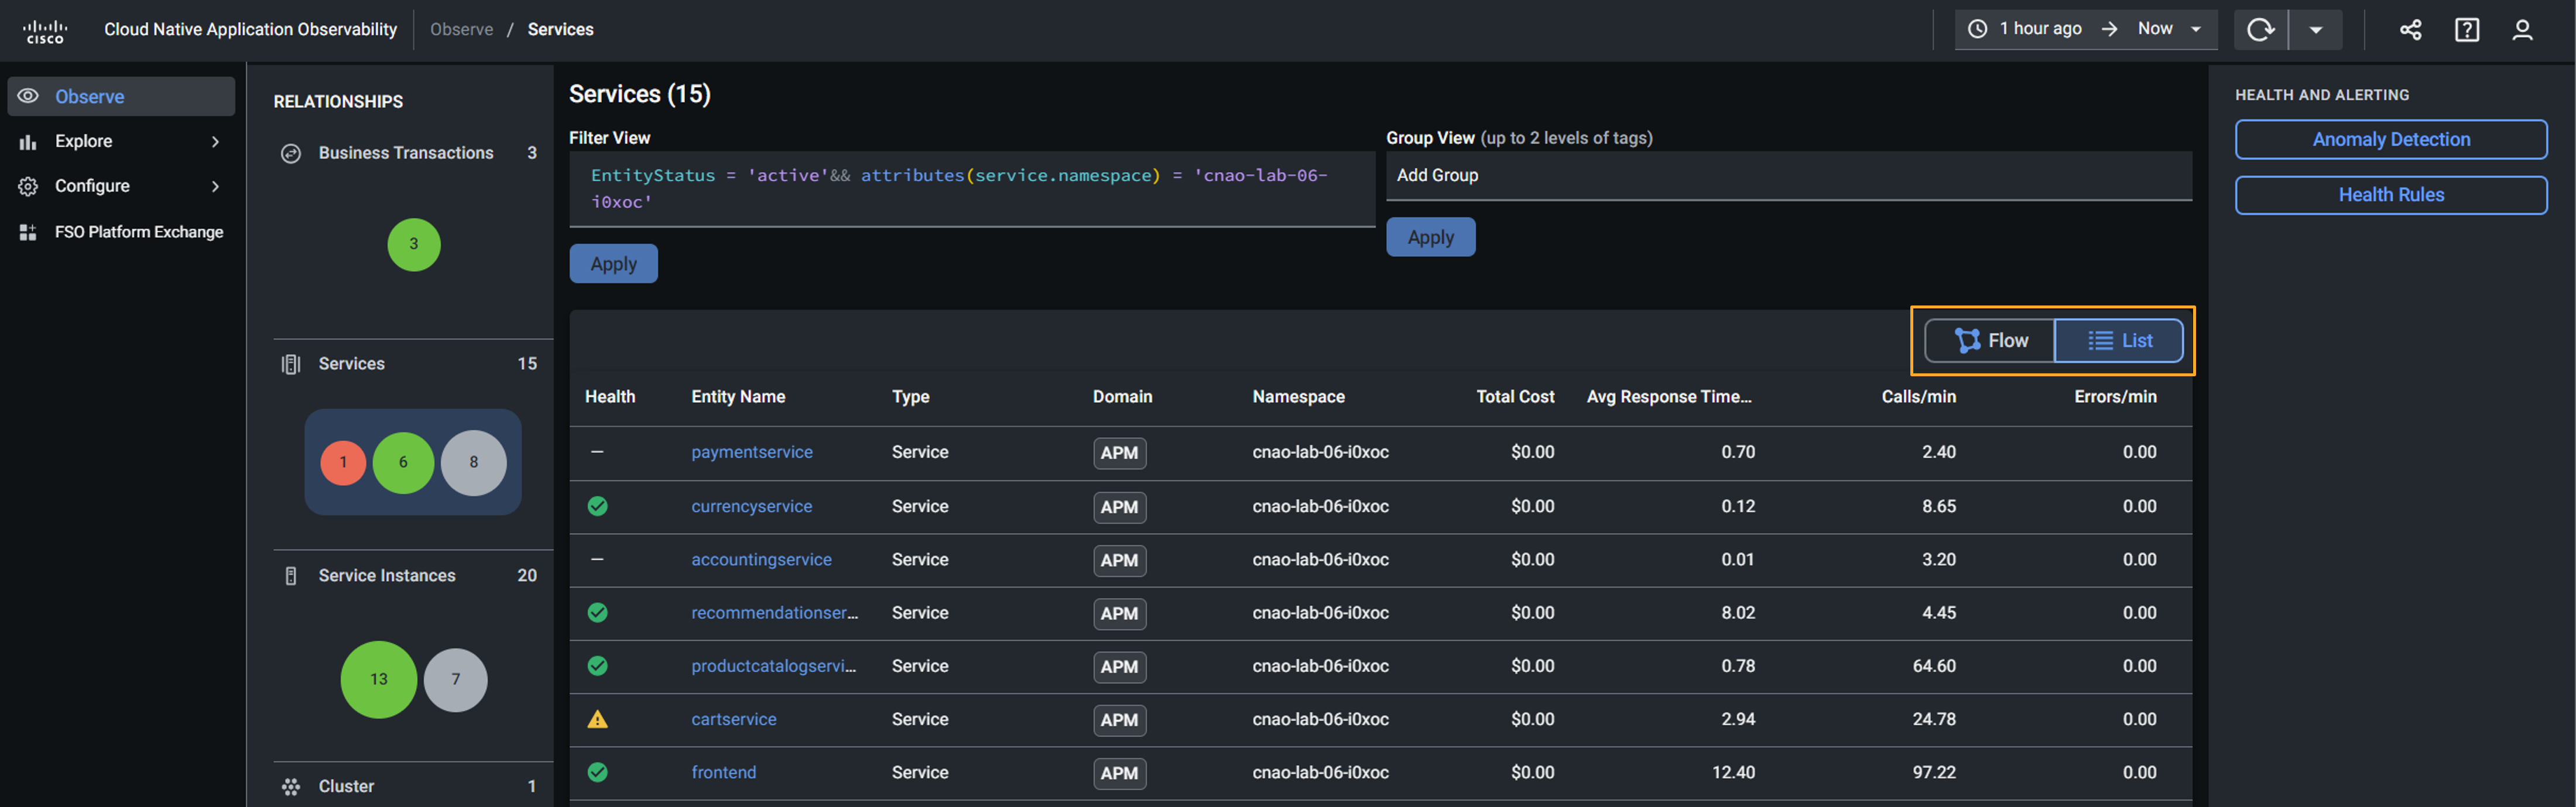 CISCO
Cloud Native Application Observability
Observe / Services
1 hour ago → Now
Observe
Explore
Configure
FSO Platform Exchange
RELATIONSHIPS
Business Transactions 3
3
Services 15
1 6 8
Service Instances 20
13 7
Cluster 1
Services (15)
Filter View
EntityStatus = 'active'&& attributes(service.namespace) = 'cnao-lab-06-
i0xoc'
Apply
Group View (up to 2 levels of tags)
Add Group
Apply
Flow List
Health Entity Name Type Domain Namespace Total Cost Avg Response Time... Calls/min Errors/min
– paymentservice Service APM cnao-lab-06-i0xoc $0.00 0.70 2.40 0.00
currencyservice Service APM cnao-lab-06-i0xoc $0.00 0.12 8.65 0.00
– accountingservice Service APM cnao-lab-06-i0xoc $0.00 0.01 3.20 0.00
recommendationser... Service APM cnao-lab-06-i0xoc $0.00 8.02 4.45 0.00
productcatalogservi... Service APM cnao-lab-06-i0xoc $0.00 0.78 64.60 0.00
cartservice Service APM cnao-lab-06-i0xoc $0.00 2.94 24.78 0.00
frontend Service APM cnao-lab-06-i0xoc $0.00 12.40 97.22 0.00
HEALTH AND ALERTING
Anomaly Detection
Health Rules